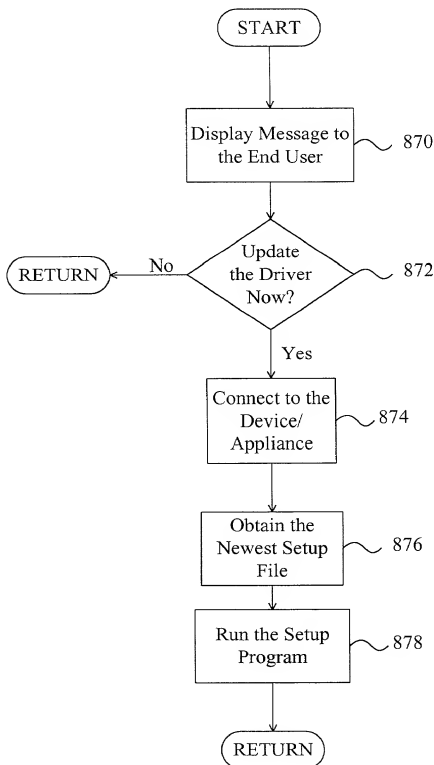 START
Display Message to
the End User
870
Update
the Driver
Now?
872
No
RETURN
Yes
Connect to the
Device/
Appliance
874
Obtain the
Newest Setup
File
876
Run the Setup
Program
878
RETURN